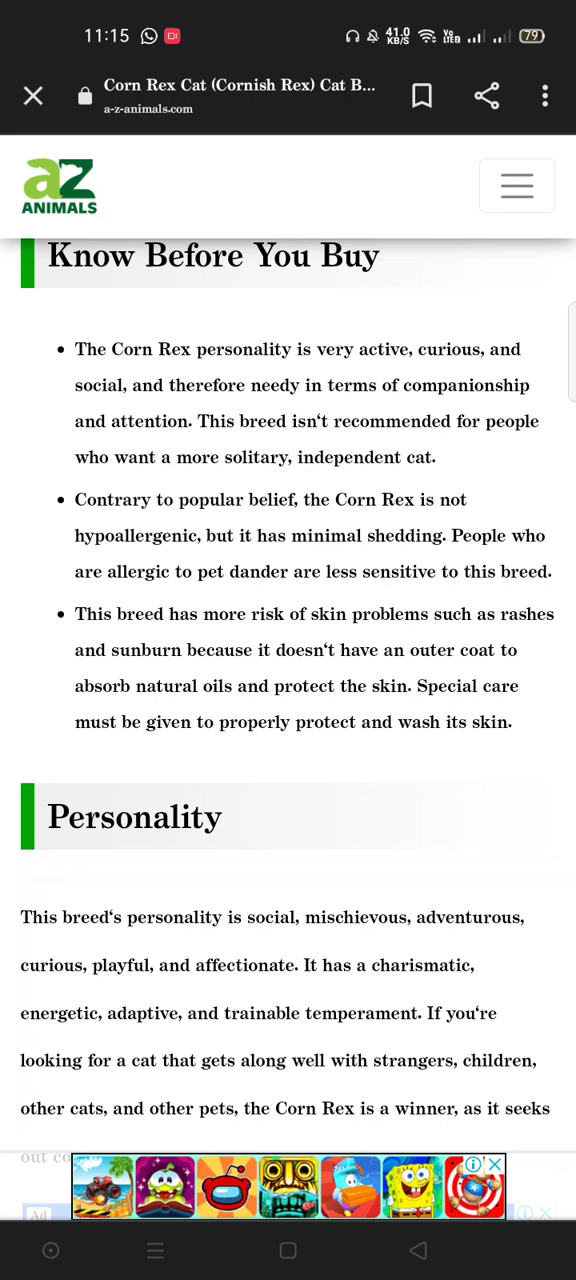 11:15
41.0
KB/S
Vo
LTED
79
Corn Rex Cat (Cornish Rex) Cat B...
a-z-animals.com
az
ANIMALS
Know Before You Buy
• The Corn Rex personality is very active, curious, and
social, and therefore needy in terms of companionship
and attention. This breed isn‘t recommended for people
who want a more solitary, independent cat.
• Contrary to popular belief, the Corn Rex is not
hypoallergenic, but it has minimal shedding. People who
are allergic to pet dander are less sensitive to this breed.
• This breed has more risk of skin problems such as rashes
and sunburn because it doesn‘t have an outer coat to
absorb natural oils and protect the skin. Special care
must be given to properly protect and wash its skin.
Personality
This breed‘s personality is social, mischievous, adventurous,
curious, playful, and affectionate. It has a charismatic,
energetic, adaptive, and trainable temperament. If you‘re
looking for a cat that gets along well with strangers, children,
other cats, and other pets, the Corn Rex is a winner, as it seeks
out
Ad